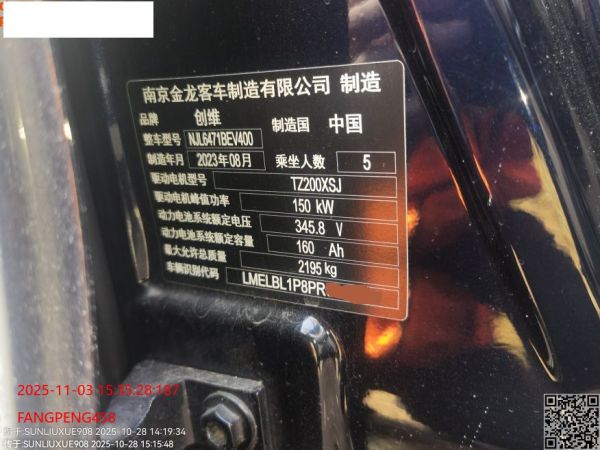 南京金龙客车制造有限公司 制造
品牌 创维 制造国 中国
整车型号 NJL6471BEV400
制造年月 2023年08月 乘坐人数 5
驱动电机型号 TZ200XSJ
驱动电机峰值功率 150 kW
动力电池系统额定电压 345.8 V
动力电池系统额定容量 160 Ah
最大允许总质量 2195 kg
车辆识别代码 LMELBL1P8PR
2025-11-03 15:35:28:167
FANGPENG458
于:SUNLIUXUE908 2025-10-28 14:19:34
传于:SUNLIUXUE908 2025-10-28 15:15:48